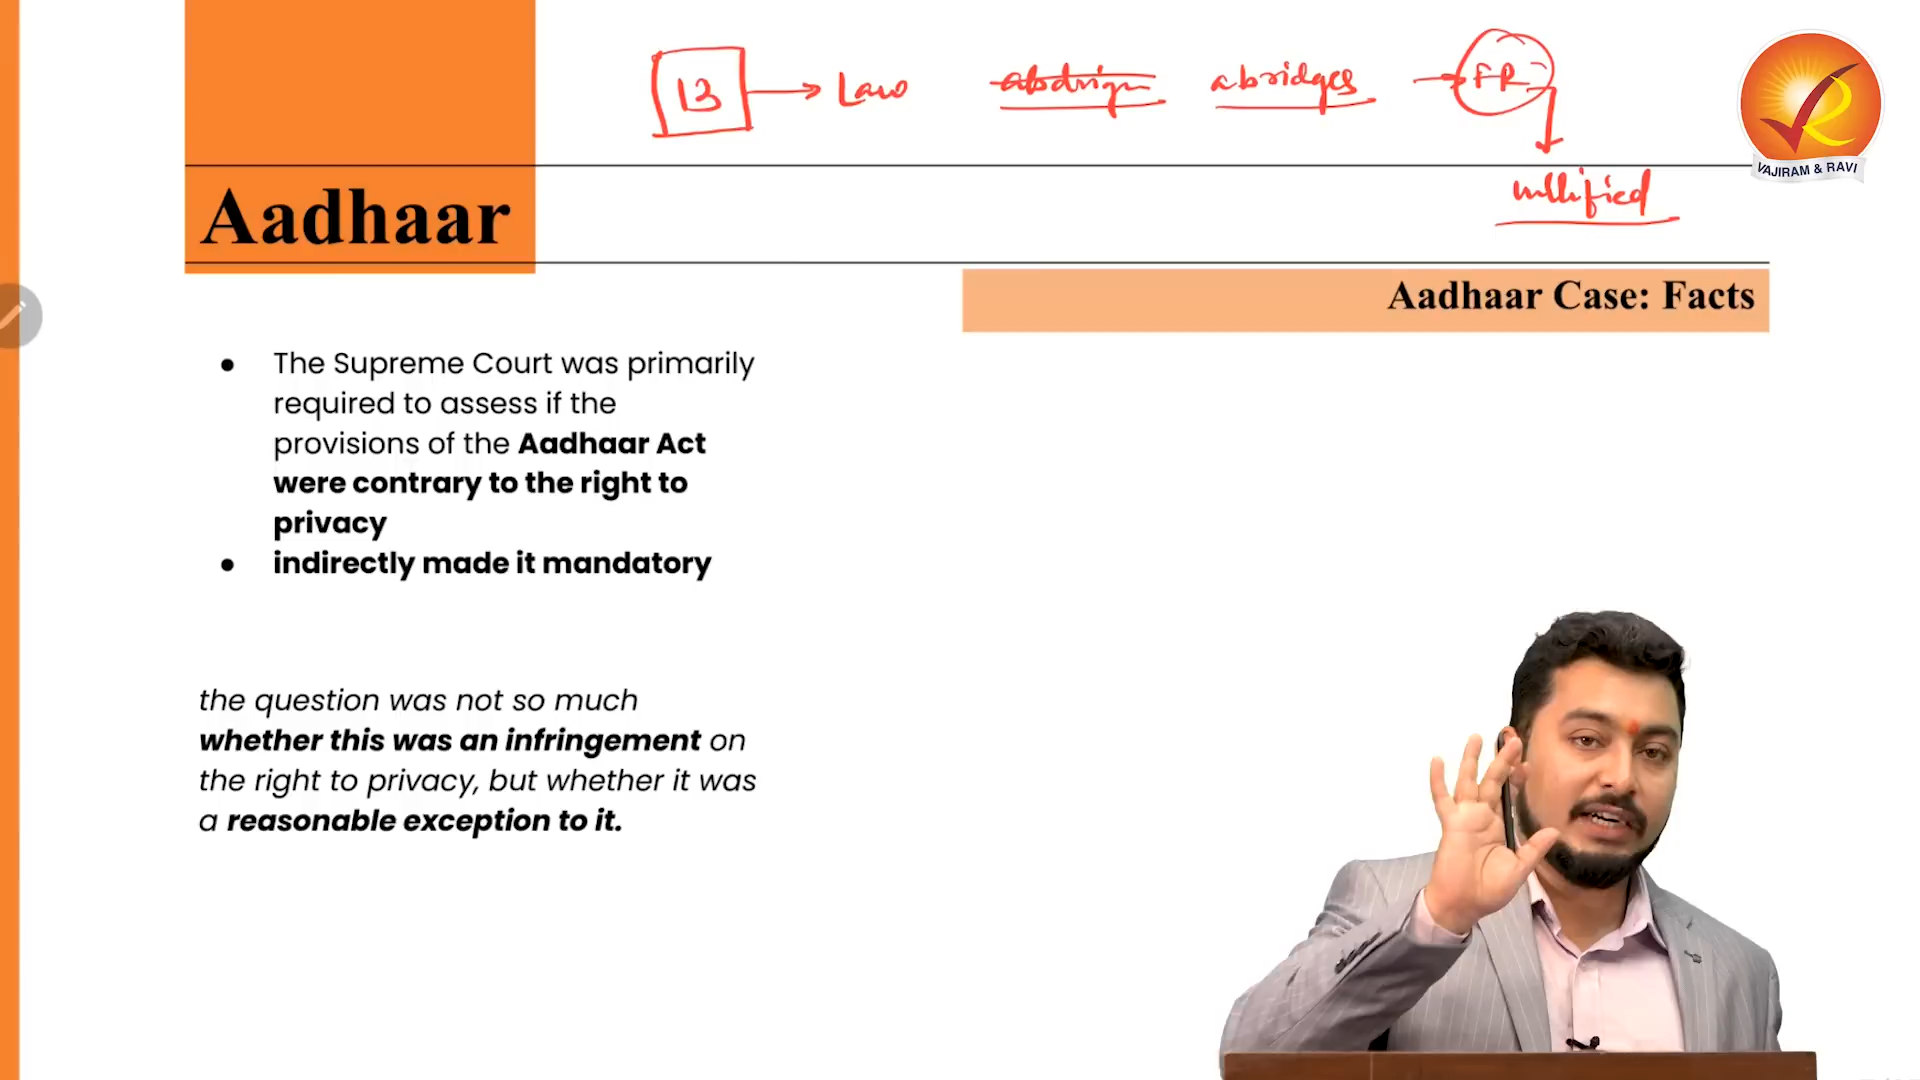 13 → Law abridges → FR
VAJIRAM & RAVI
nullified
Aadhaar
Aadhaar Case: Facts
● The Supreme Court was primarily
required to assess if the
provisions of the Aadhaar Act
were contrary to the right to
privacy
● indirectly made it mandatory
the question was not so much
whether this was an infringement on
the right to privacy, but whether it was
a reasonable exception to it.